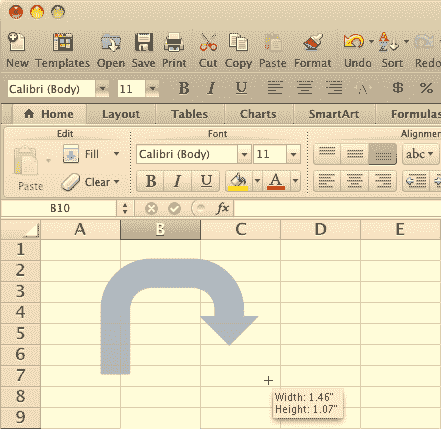 New Templates Open Save Print Cut Copy Paste Format Undo Sort Redo
Calibri (Body) 11 B I U $ %
Home Layout Tables Charts SmartArt Formulas
Edit Font Alignmen
Paste Fill Calibri (Body) 11 abc
Clear B I U A
B10 fx
A B C D E
1
2
3
4
5
6
7
8
9
Width: 1.46"
Height: 1.07"